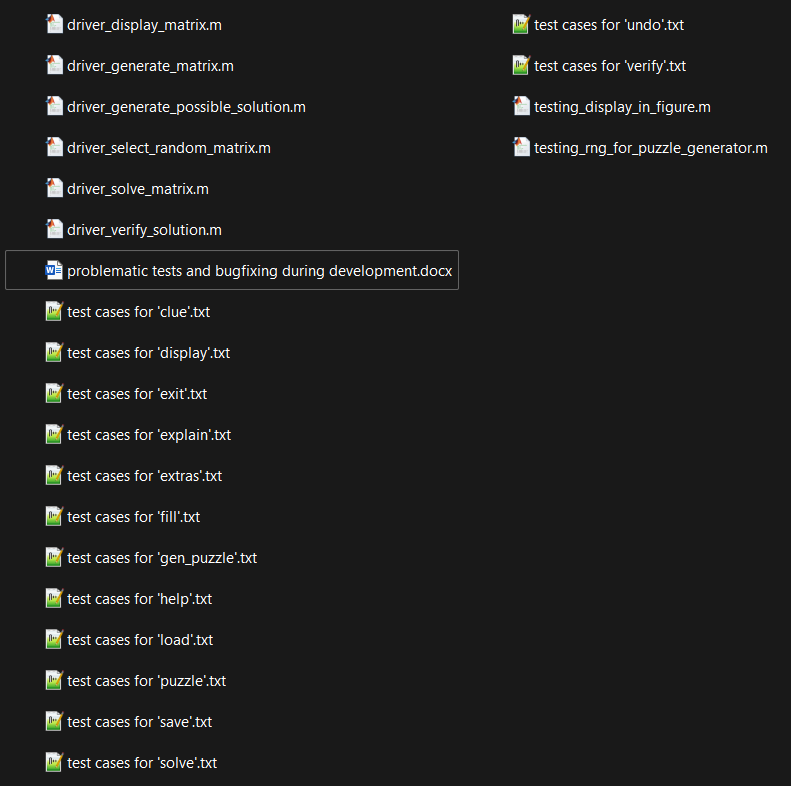 driver_display_matrix.m
driver_generate_matrix.m
driver_generate_possible_solution.m
driver_select_random_matrix.m
driver_solve_matrix.m
driver_verify_solution.m
problematic tests and bugfixing during development.docx
test cases for 'clue'.txt
test cases for 'display'.txt
test cases for 'exit'.txt
test cases for 'explain'.txt
test cases for 'extras'.txt
test cases for 'fill'.txt
test cases for 'gen_puzzle'.txt
test cases for 'help'.txt
test cases for 'load'.txt
test cases for 'puzzle'.txt
test cases for 'save'.txt
test cases for 'solve'.txt
test cases for 'undo'.txt
test cases for 'verify'.txt
testing_display_in_figure.m
testing_rng_for_puzzle_generator.m